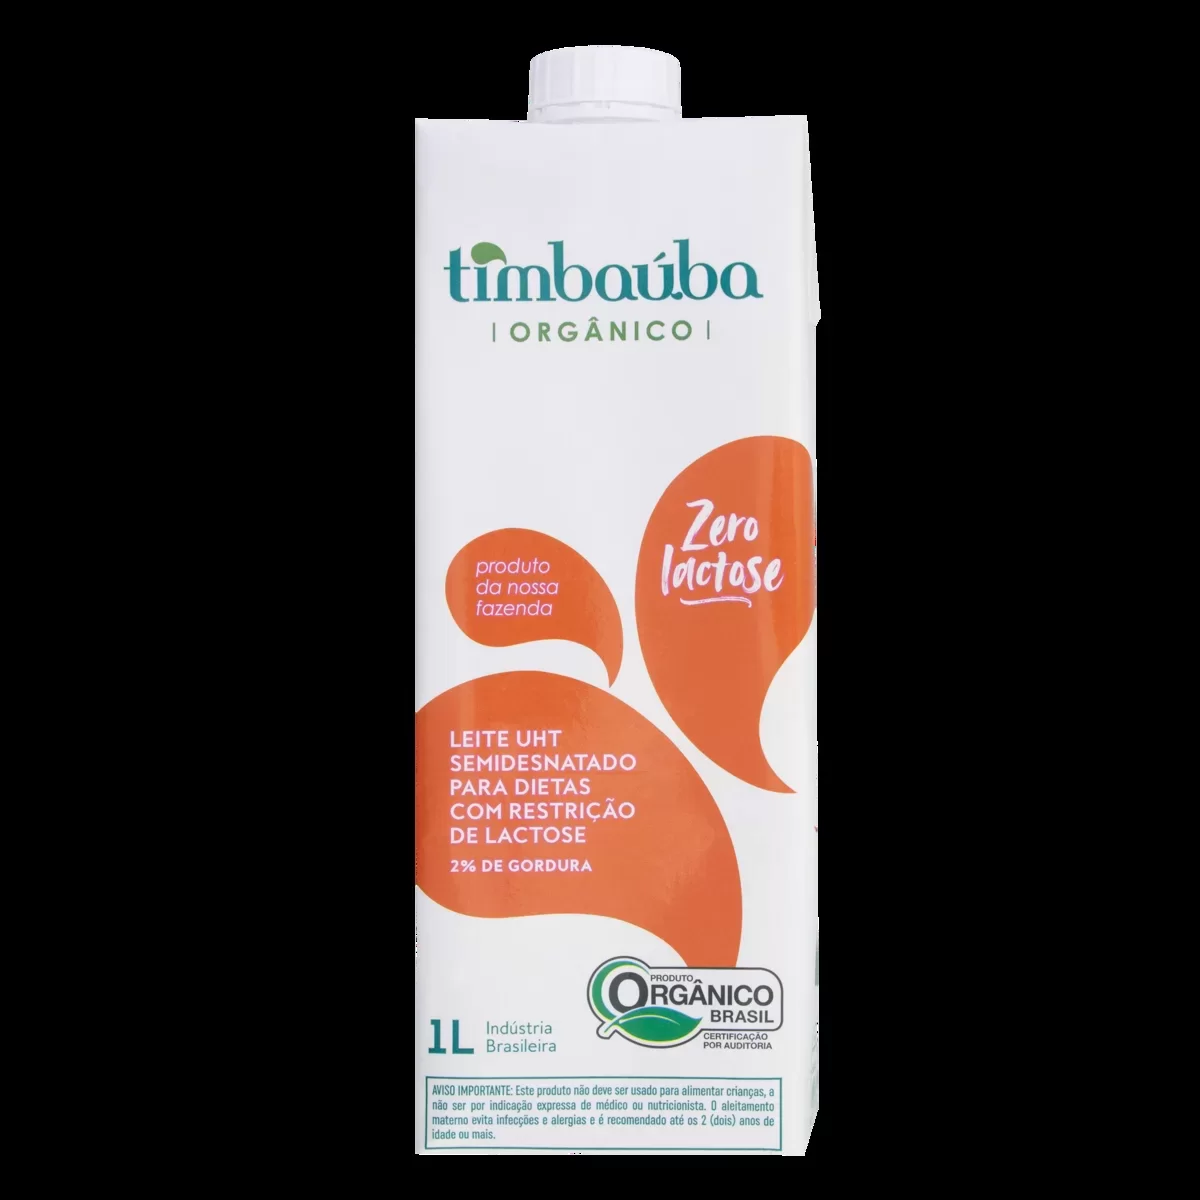 timbaúba
| ORGÂNICO |
Zero
lactose
produto
da nossa
fazenda
LEITE UHT
SEMIDESNATADO
PARA DIETAS
COM RESTRIÇÃO
DE LACTOSE
2% DE GORDURA
PRODUTO
ORGÂNICO
BRASIL
CERTIFICAÇÃO
POR AUDITORIA
1L
Indústria
Brasileira
AVISO IMPORTANTE: Este produto não deve ser usado para alimentar crianças, a
não ser por indicação expressa de médico ou nutricionista. O aleitamento
materno evita infecções e alergias e é recomendado até os 2 (dois) anos de
idade ou mais.